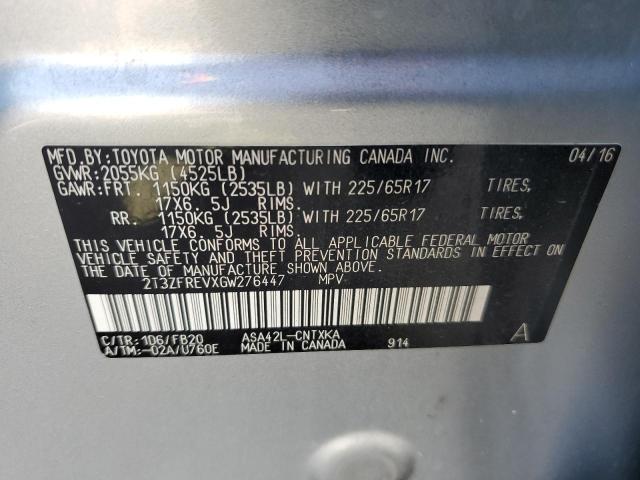 MFD. BY: TOYOTA MOTOR MANUFACTURING CANADA INC. 04/16
GVWR: 2055KG (4525LB)
GAWR: FRT. 1150KG (2535LB) WITH 225/65R17 TIRES,
17X6.5J RIMS.
RR. 1150KG (2535LB) WITH 225/65R17 TIRES,
17X6.5J RIMS.
THIS VEHICLE CONFORMS TO ALL APPLICABLE FEDERAL MOTOR
VEHICLE SAFETY AND THEFT PREVENTION STANDARDS IN EFFECT ON
THE DATE OF MANUFACTURE SHOWN ABOVE.
2T3ZFREVXGW276447 MPV
C/TR: 1D6/FB20 ASA42L-CNTXKA A
A/TM: -02A/U760E MADE IN CANADA 914